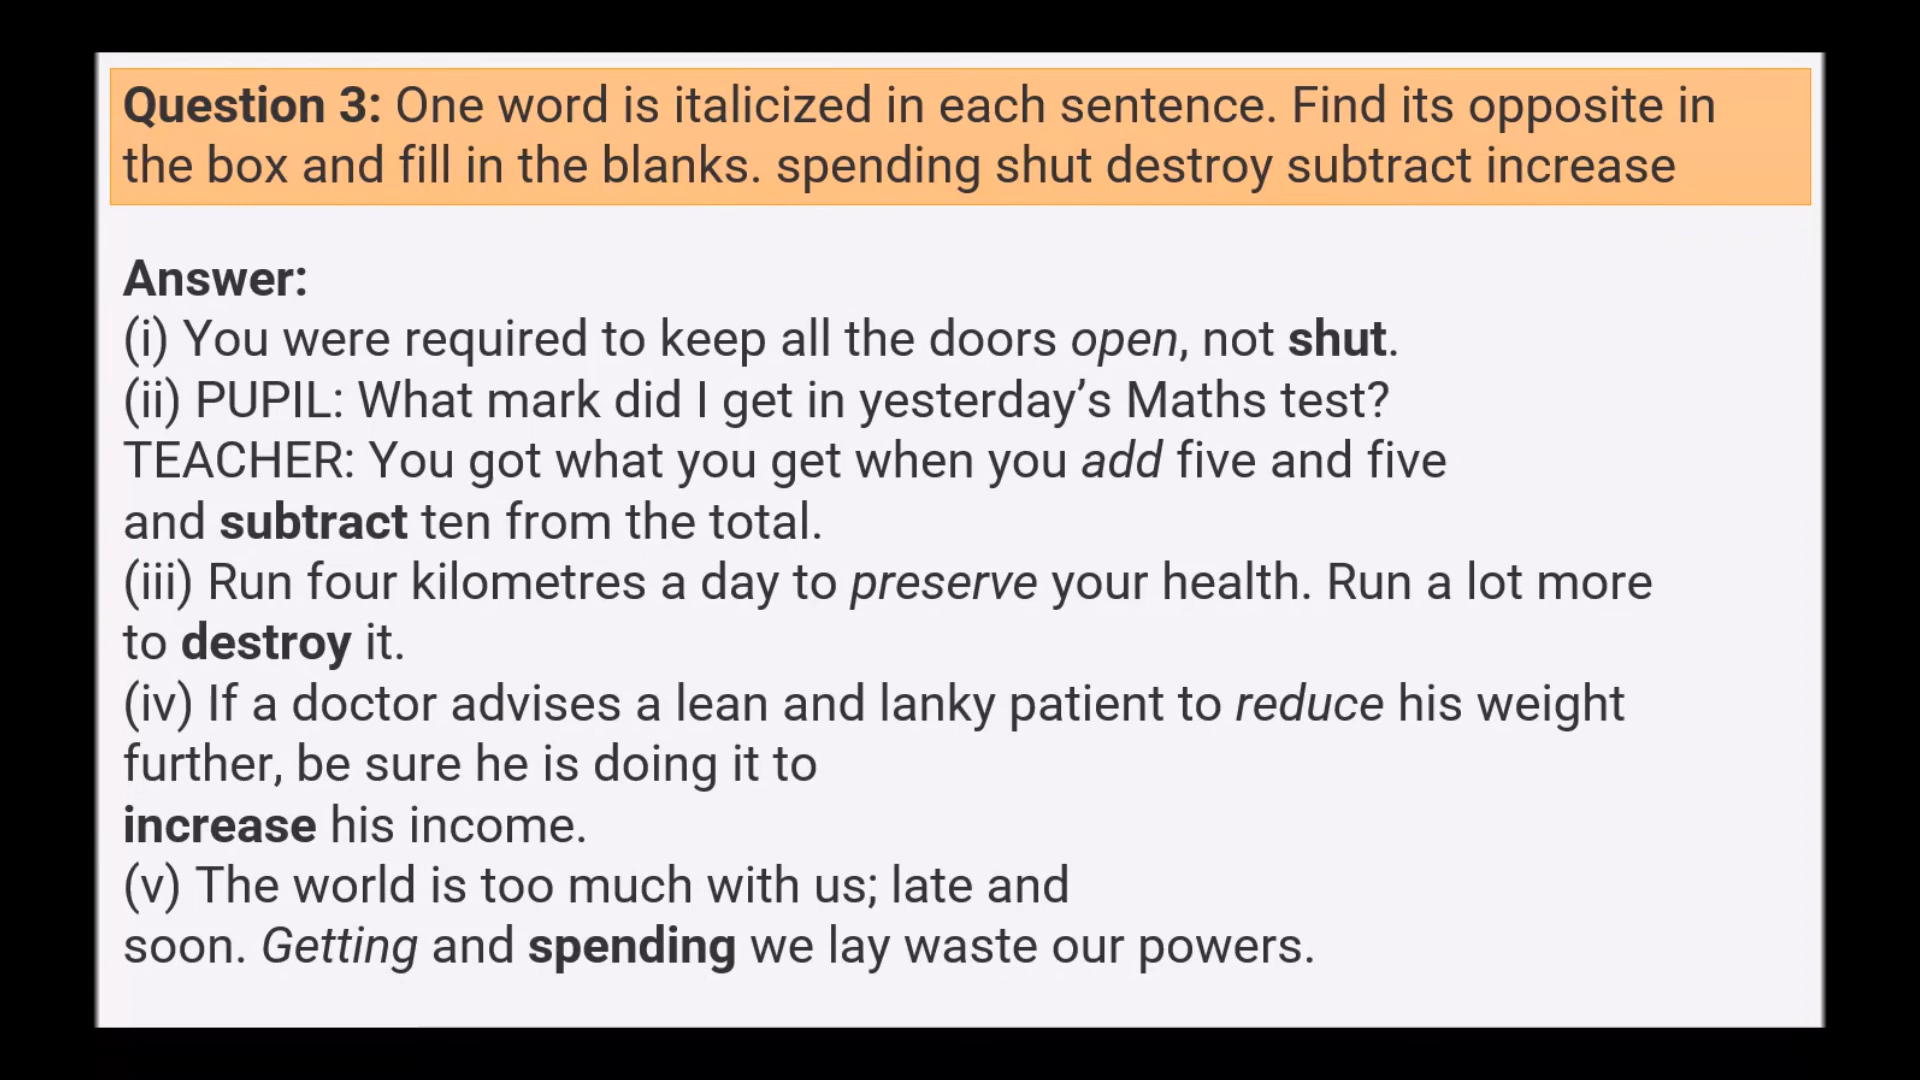 Question 3: One word is italicized in each sentence. Find its opposite in
the box and fill in the blanks. spending shut destroy subtract increase
Answer:
(i) You were required to keep all the doors open, not shut.
(ii) PUPIL: What mark did I get in yesterday’s Maths test?
TEACHER: You got what you get when you add five and five
and subtract ten from the total.
(iii) Run four kilometres a day to preserve your health. Run a lot more
to destroy it.
(iv) If a doctor advises a lean and lanky patient to reduce his weight
further, be sure he is doing it to
increase his income.
(v) The world is too much with us; late and
soon. Getting and spending we lay waste our powers.